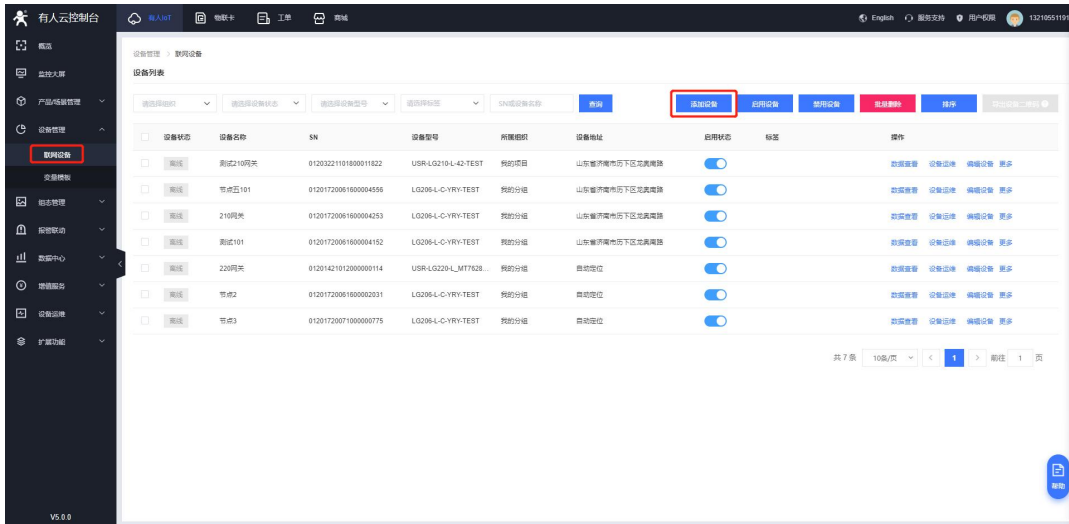 有人云控制台
有人IoT 物联卡 工单 商城
English 服务支持 用户权限 13210551191
概览
监控大屏
产品/场景管理
设备管理
联网设备
变量模板
组态管理
报警联动
数据中心
增值服务
设备运维
扩展功能
V5.0.0
设备管理 > 联网设备
设备列表
请选择组织 请选择设备状态 请选择设备型号 请选择标签 SN或设备名称 查询 添加设备 启用设备 禁用设备 批量删除 排序 导出设备二维码
设备状态 设备名称 SN 设备型号 所属组织 设备地址 启用状态 标签 操作
离线 测试210网关 01203221101800011822 USR-LG210-L-42-TEST 我的项目 山东省济南市历下区龙奥南路 数据查看 设备运维 编辑设备 更多
离线 节点五101 01201720061600004556 LG206-L-C-YRY-TEST 我的分组 山东省济南市历下区龙奥南路 数据查看 设备运维 编辑设备 更多
离线 210网关 01201720061600004253 LG206-L-C-YRY-TEST 我的分组 山东省济南市历下区龙奥南路 数据查看 设备运维 编辑设备 更多
离线 测试101 01201720061600004152 LG206-L-C-YRY-TEST 我的分组 山东省济南市历下区龙奥南路 数据查看 设备运维 编辑设备 更多
离线 220网关 01201421012000000114 USR-LG220-L_MT7628... 我的分组 自动定位 数据查看 设备运维 编辑设备 更多
离线 节点2 01201720061600002031 LG206-L-C-YRY-TEST 我的分组 自动定位 数据查看 设备运维 编辑设备 更多
离线 节点3 01201720071000000775 LG206-L-C-YRY-TEST 我的分组 自动定位 数据查看 设备运维 编辑设备 更多
共 7 条 10条/页 < 1 > 前往 1 页
帮助